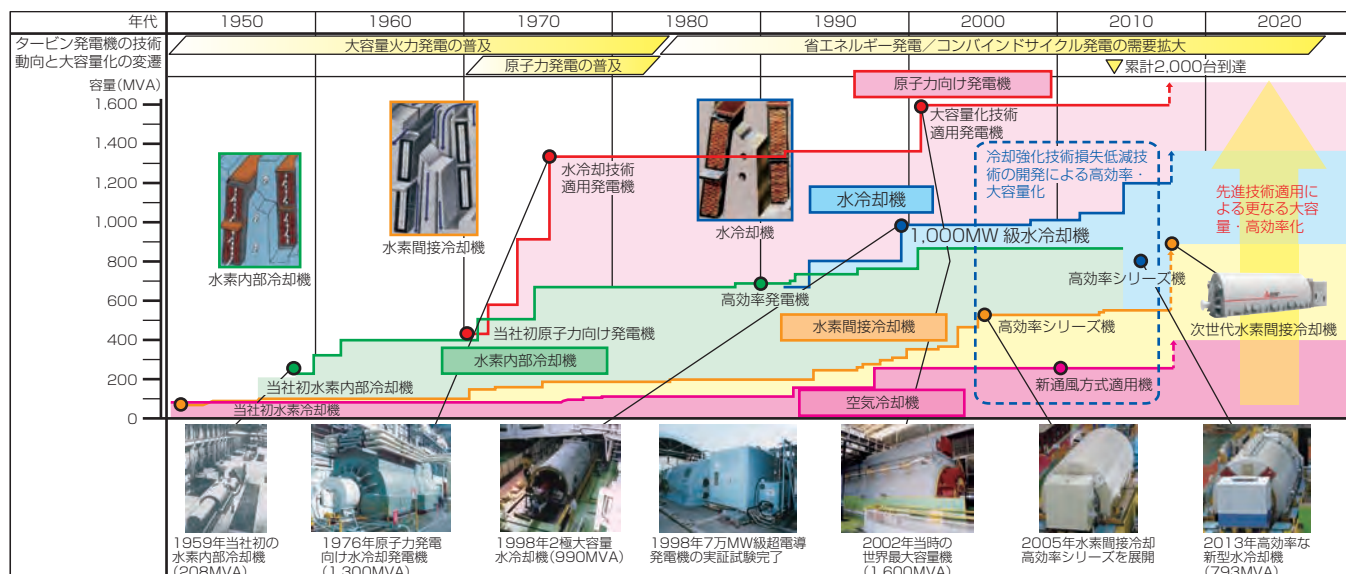 年代
1950
1960
1970
1980
1990
2000
2010
2020
タービン発電機の技術
動向と大容量化の変遷
大容量火力発電の普及
省エネルギー発電／コンバインドサイクル発電の需要拡大
原子力発電の普及
累計2,000台到達
容量(MVA)
1,600
1,400
1,200
1,000
800
600
400
200
0
原子力向け発電機
大容量化技術
適用発電機
水冷却技術
適用発電機
冷却強化技術損失低減技
術の開発による高効率・
大容量化
先進技術適用に
よる更なる大容
量・高効率化
水素内部冷却機
水素間接冷却機
水冷却機
水冷却機
1,000MW 級水冷却機
高効率発電機
高効率シリーズ機
高効率シリーズ機
次世代水素間接冷却機
当社初原子力向け発電機
水素間接冷却機
水素内部冷却機
当社初水素内部冷却機
新通風方式適用機
空気冷却機
当社初水素冷却機
1959年当社初の
水素内部冷却機
(208MVA)
1976年原子力発電
向け水冷却発電機
(1,300MVA)
1998年2極大容量
水冷却機(990MVA)
1998年7万MW級超電導
発電機の実証試験完了
2002年当時の
世界最大容量機
(1,600MVA)
2005年水素間接冷却
高効率シリーズを展開
2013年高効率な
新型水冷却機
(793MVA)